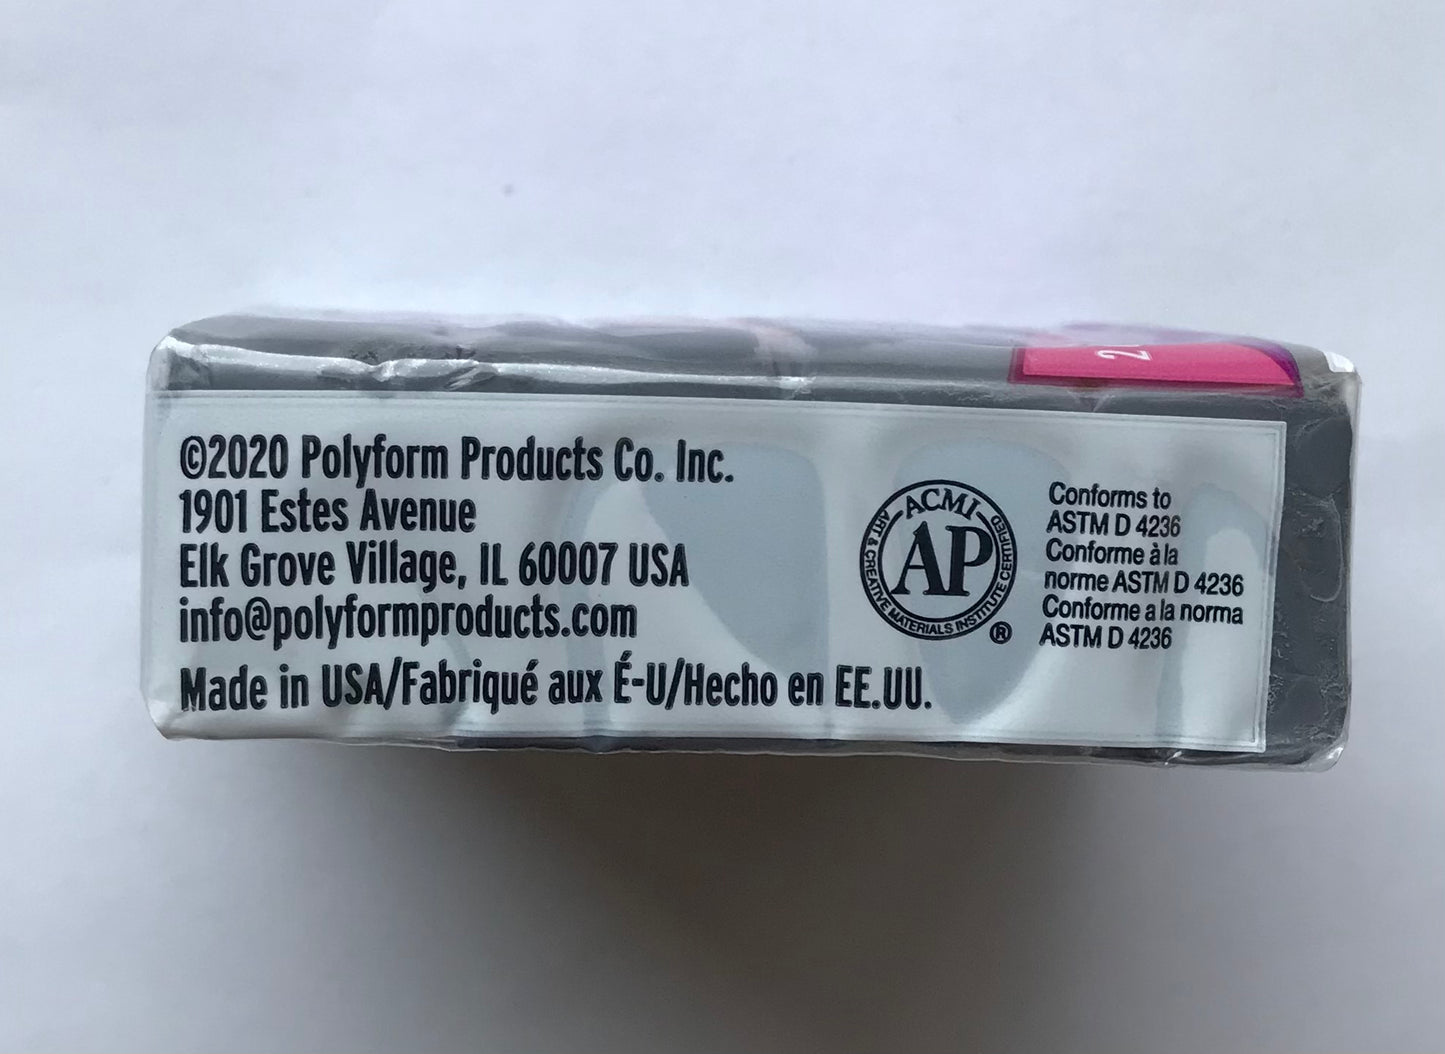 2
©2020 Polyform Products Co. Inc.
1901 Estes Avenue
Elk Grove Village, IL 60007 USA
info@polyformproducts.com
Made in USA/Fabriqué aux É-U/Hecho en EE.UU.
ACMI
AP
ART & CREATIVE MATERIALS INSTITUTE CERTIFIED
®
Conforms to
ASTM D 4236
Conforme à la
norme ASTM D 4236
Conforme a la norma
ASTM D 4236